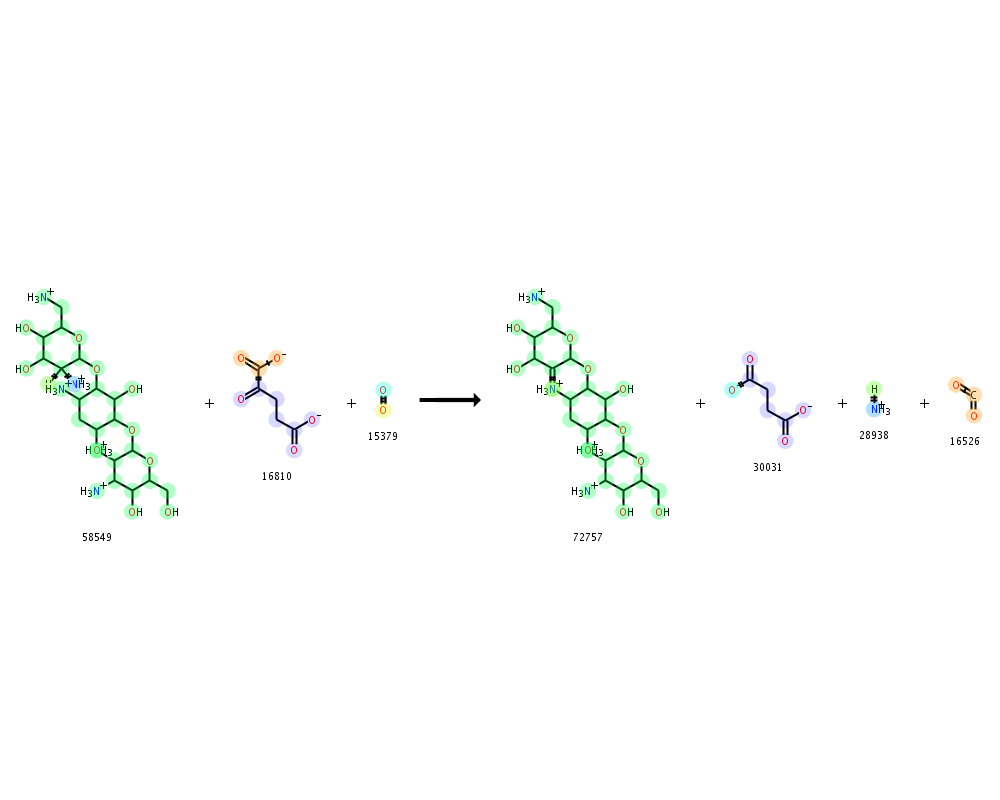 H3N+
HO
O
HO
O
H
NH3+
H3N+
OH
O
HO
H3+
O
H3N+
OH
OH
58549
+
O
O-
O
O-
O
16810
+
O
O
15379
H3N+
HO
O
HO
O
H3N+
OH
O
HO
H3+
O
H3N+
OH
OH
72757
+
O
O
O-
O
30031
+
H
NH3+
28938
+
O
C
O
16526